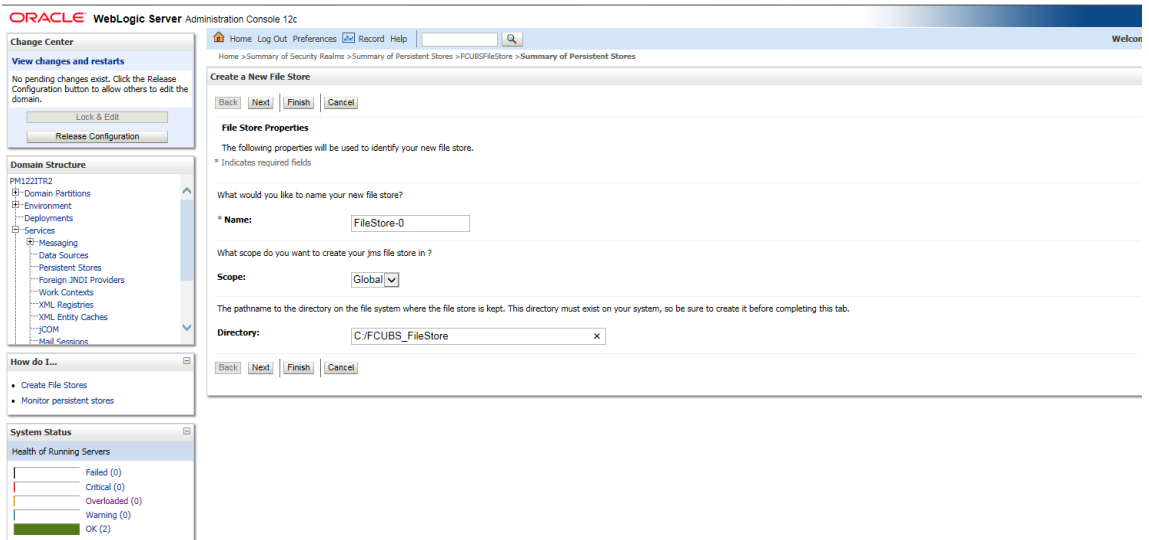 ORACLE WebLogic Server Administration Console 12c
Change Center
View changes and restarts
No pending changes exist. Click the Release
Configuration button to allow others to edit the
domain.
Lock & Edit
Release Configuration
Domain Structure
PM122ITR2
Domain Partitions
Environment
Deployments
Services
Messaging
Data Sources
Persistent Stores
Foreign JNDI Providers
Work Contexts
XML Registries
XML Entity Caches
jCOM
Mail Sessions
How do I...
Create File Stores
Monitor persistent stores
System Status
Health of Running Servers
Failed (0)
Critical (0)
Overloaded (0)
Warning (0)
OK (2)
Home Log Out Preferences Record Help
Welcon
Home >Summary of Security Realms >Summary of Persistent Stores >FCUBSFileStore >Summary of Persistent Stores
Create a New File Store
Back Next Finish Cancel
File Store Properties
The following properties will be used to identify your new file store.
* Indicates required fields
What would you like to name your new file store?
* Name: FileStore-0
What scope do you want to create your jms file store in ?
Scope: Global
The pathname to the directory on the file system where the file store is kept. This directory must exist on your system, so be sure to create it before completing this tab.
Directory: C:/FCUBS_FileStore ×
Back Next Finish Cancel